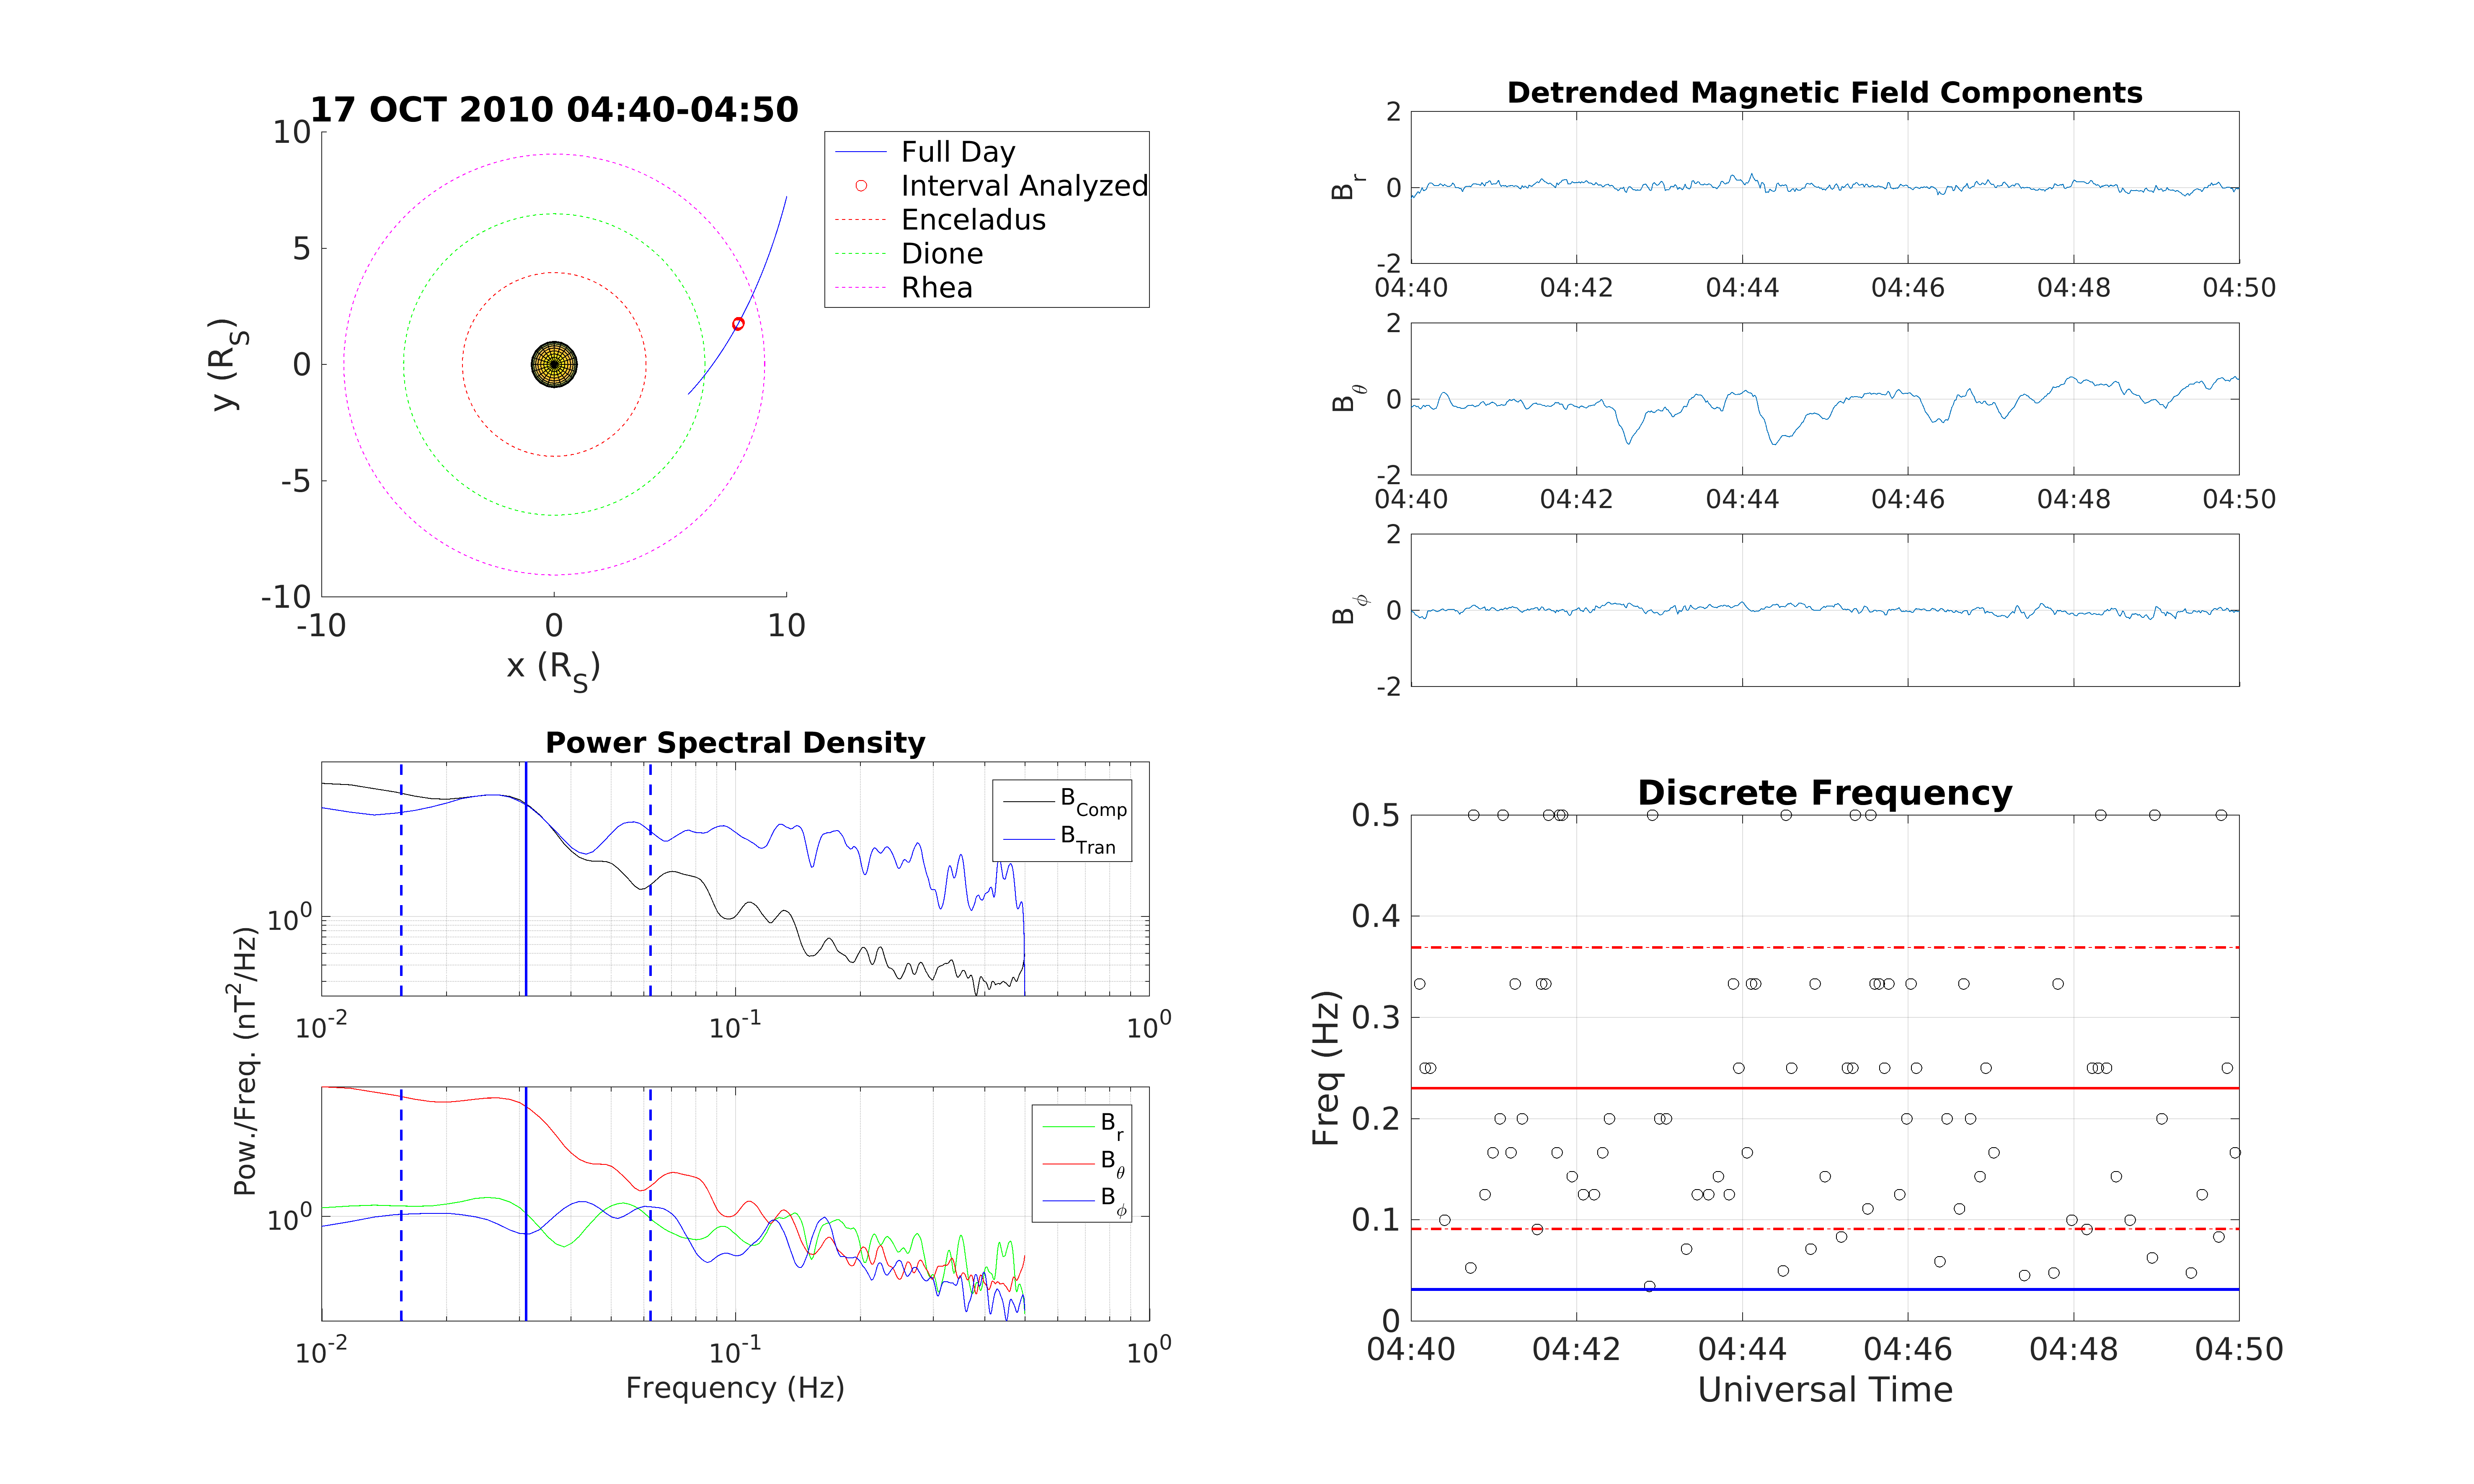 17 OCT 2010 04:40-04:50
10
5
0
-5
-10
-10 0 10
x (R_S)
y (R_S)
Full Day
Interval Analyzed
Enceladus
Dione
Rhea
Detrended Magnetic Field Components
2
0
-2
B_r
04:40 04:42 04:44 04:46 04:48 04:50
2
0
-2
B_θ
04:40 04:42 04:44 04:46 04:48 04:50
2
0
-2
B_ϕ
Power Spectral Density
10^0
B_Comp
B_Tran
10^-2 10^-1 10^0
Pow./Freq. (nT^2/Hz)
10^0
B_r
B_θ
B_ϕ
10^-2 10^-1 10^0
Frequency (Hz)
Discrete Frequency
0.5
0.4
0.3
0.2
0.1
0
Freq (Hz)
04:40 04:42 04:44 04:46 04:48 04:50
Universal Time